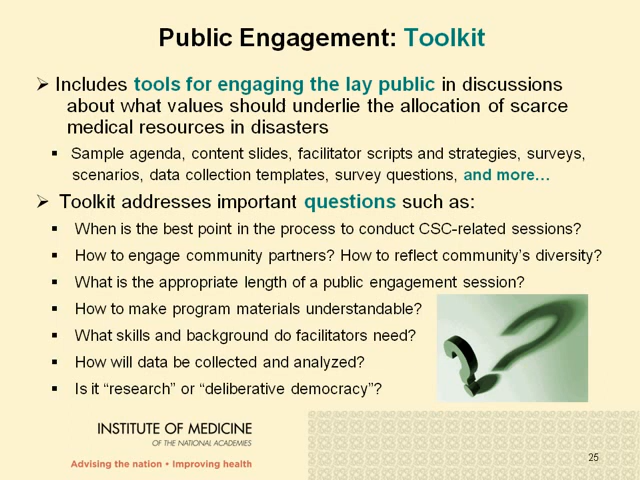 Public Engagement: Toolkit
➢ Includes tools for engaging the lay public in discussions
about what values should underlie the allocation of scarce
medical resources in disasters
▪ Sample agenda, content slides, facilitator scripts and strategies, surveys,
scenarios, data collection templates, survey questions, and more…
➢ Toolkit addresses important questions such as:
▪ When is the best point in the process to conduct CSC-related sessions?
▪ How to engage community partners? How to reflect community’s diversity?
▪ What is the appropriate length of a public engagement session?
▪ How to make program materials understandable?
▪ What skills and background do facilitators need?
▪ How will data be collected and analyzed?
▪ Is it “research” or “deliberative democracy”?
INSTITUTE OF MEDICINE
OF THE NATIONAL ACADEMIES
Advising the nation • Improving health
25